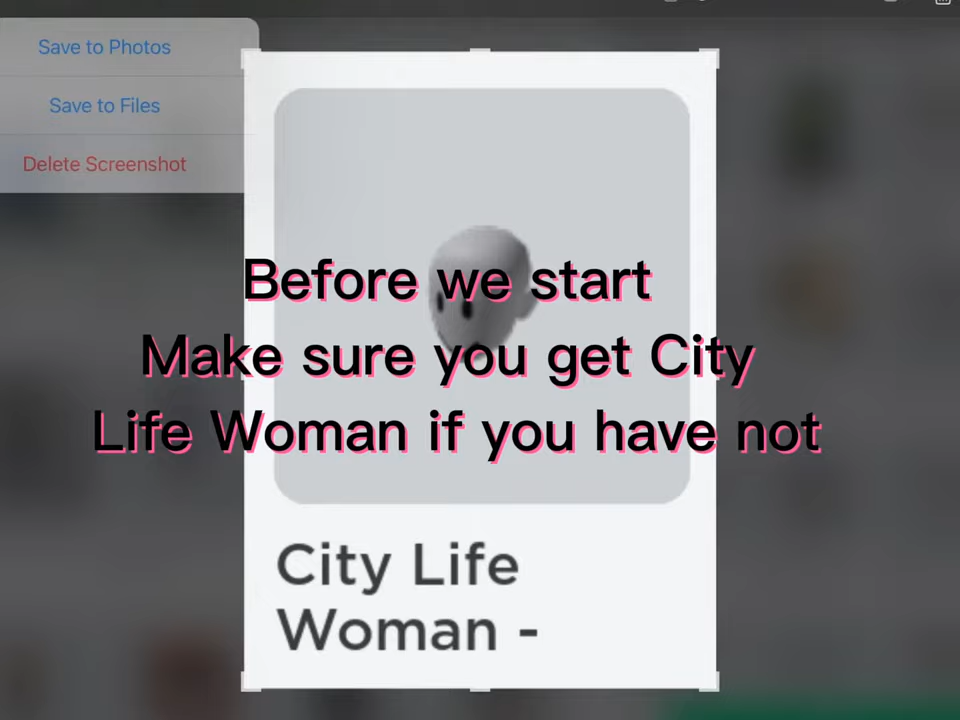 Save to Photos
Save to Files
Delete Screenshot
Before we start
Make sure you get City
Life Woman if you have not
City Life
Woman -